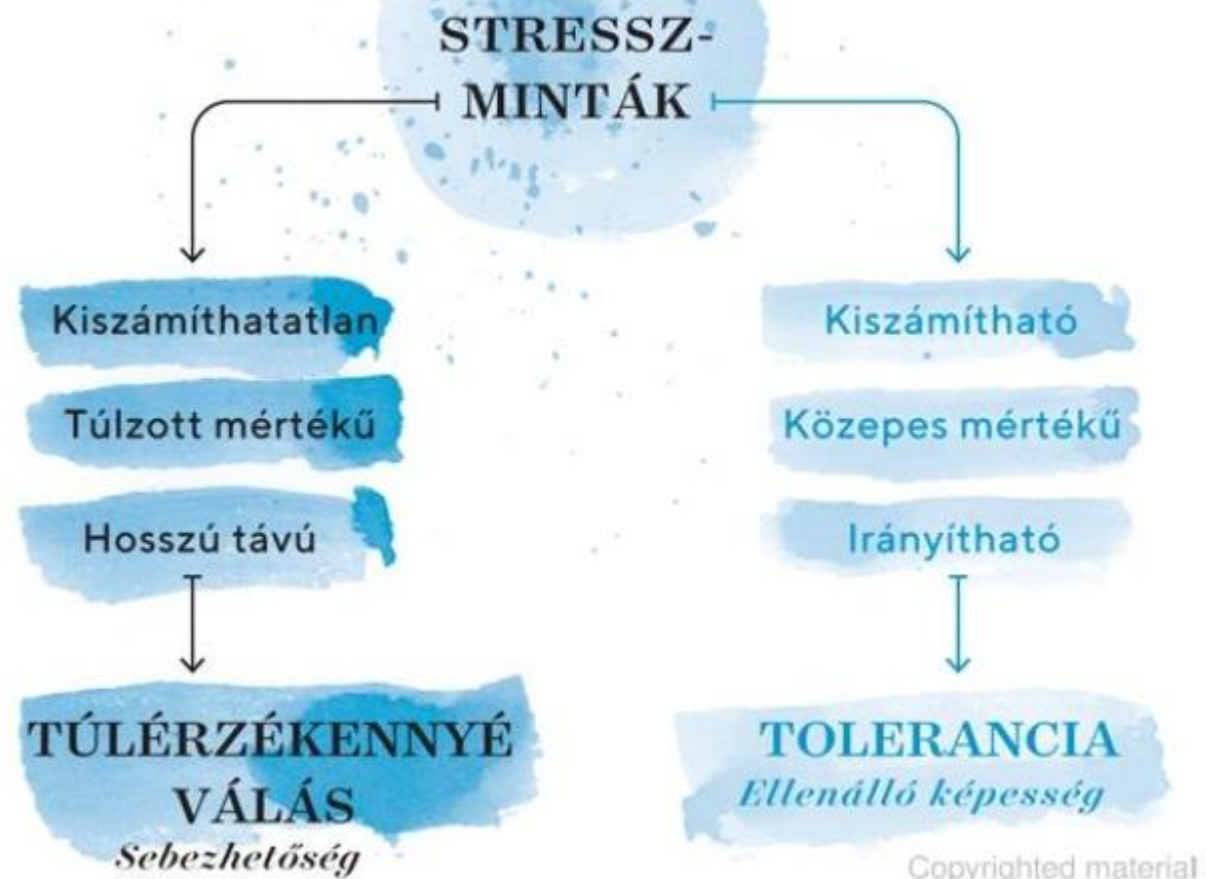 STRESSZ-
MINTÁK
Kiszámíthatatlan
Túlzott mértékű
Hosszú távú
TÚLÉRZÉKENNYÉ
VÁLÁS
Sebezhetőség
Kiszámítható
Közepes mértékű
Irányítható
TOLERANCIA
Ellenálló képesség
Copyrighted material